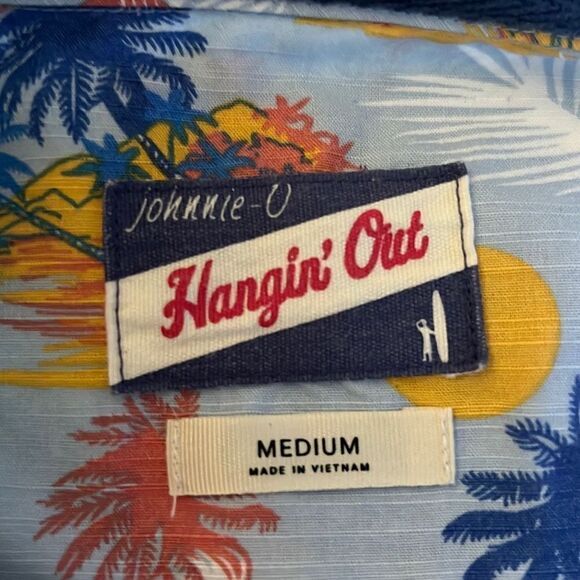 johnnie-O
Hangin' Out
MEDIUM
MADE IN VIETNAM